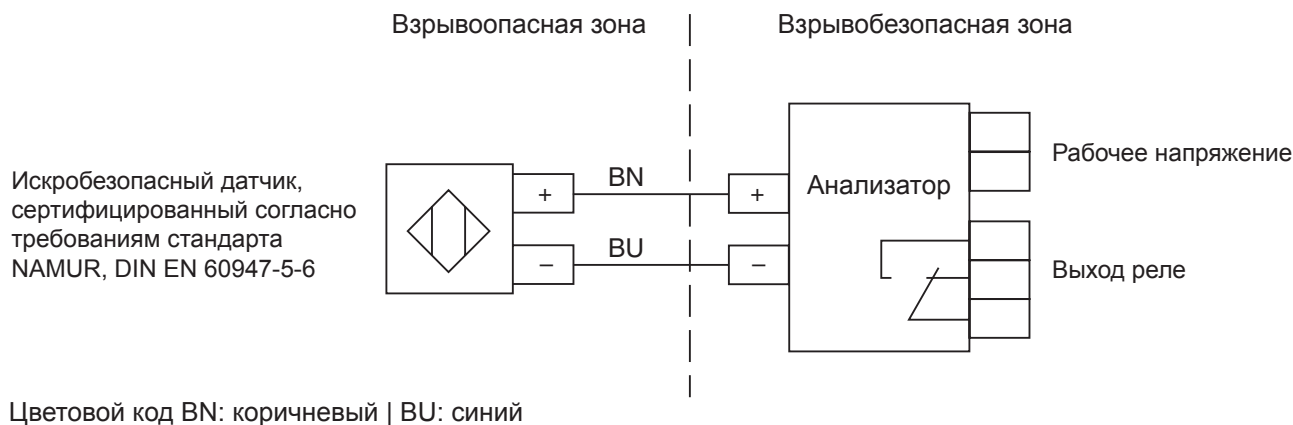 Взрывоопасная зона
Взрывобезопасная зона
Искробезопасный датчик,
сертифицированный согласно
требованиям стандарта
NAMUR, DIN EN 60947-5-6
+
BN
+
–
BU
–
Анализатор
Рабочее напряжение
Выход реле
Цветовой код BN: коричневый | BU: синий